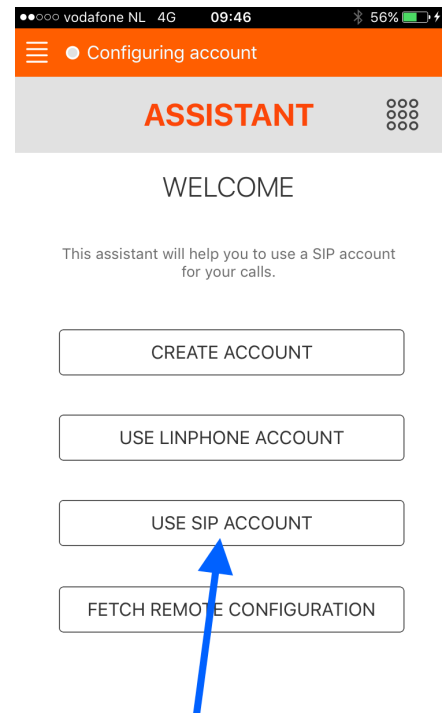 vodafone NL 4G 09:46 56%
Configuring account
ASSISTANT
WELCOME
This assistant will help you to use a SIP account
for your calls.
CREATE ACCOUNT
USE LINPHONE ACCOUNT
USE SIP ACCOUNT
FETCH REMOTE CONFIGURATION